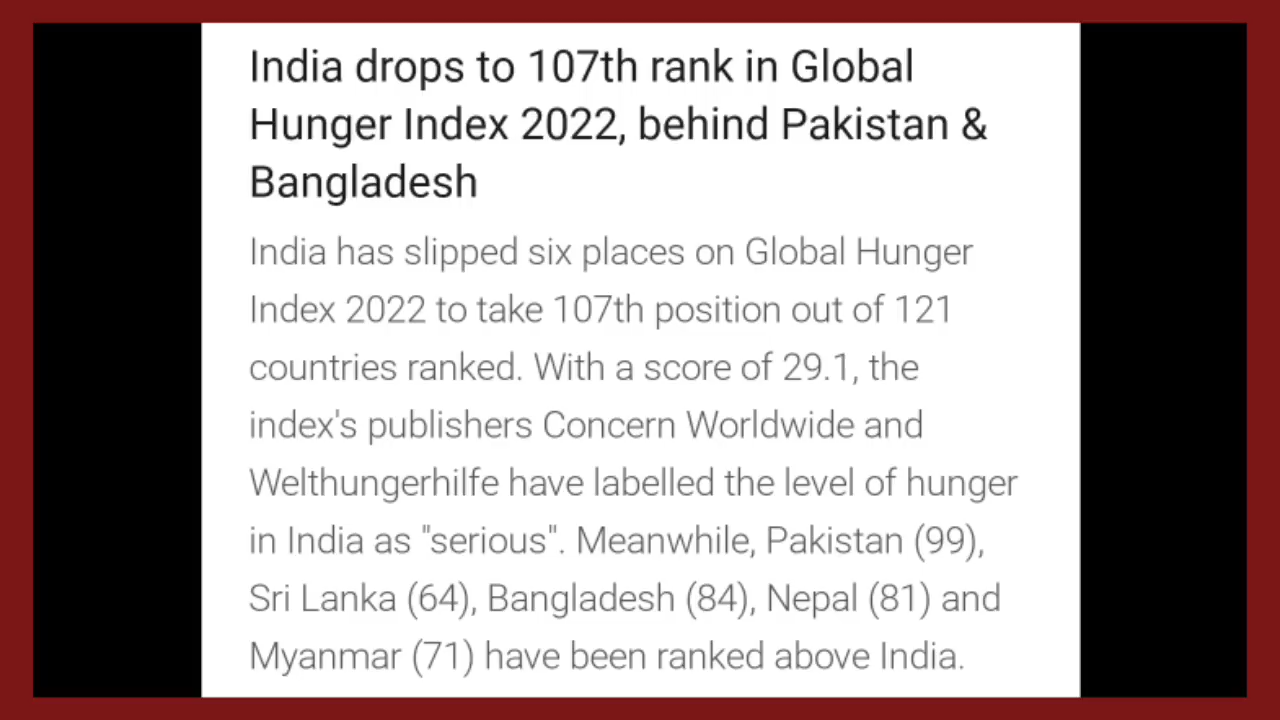 India drops to 107th rank in Global
Hunger Index 2022, behind Pakistan &
Bangladesh
India has slipped six places on Global Hunger
Index 2022 to take 107th position out of 121
countries ranked. With a score of 29.1, the
index's publishers Concern Worldwide and
Welthungerhilfe have labelled the level of hunger
in India as "serious". Meanwhile, Pakistan (99),
Sri Lanka (64), Bangladesh (84), Nepal (81) and
Myanmar (71) have been ranked above India.